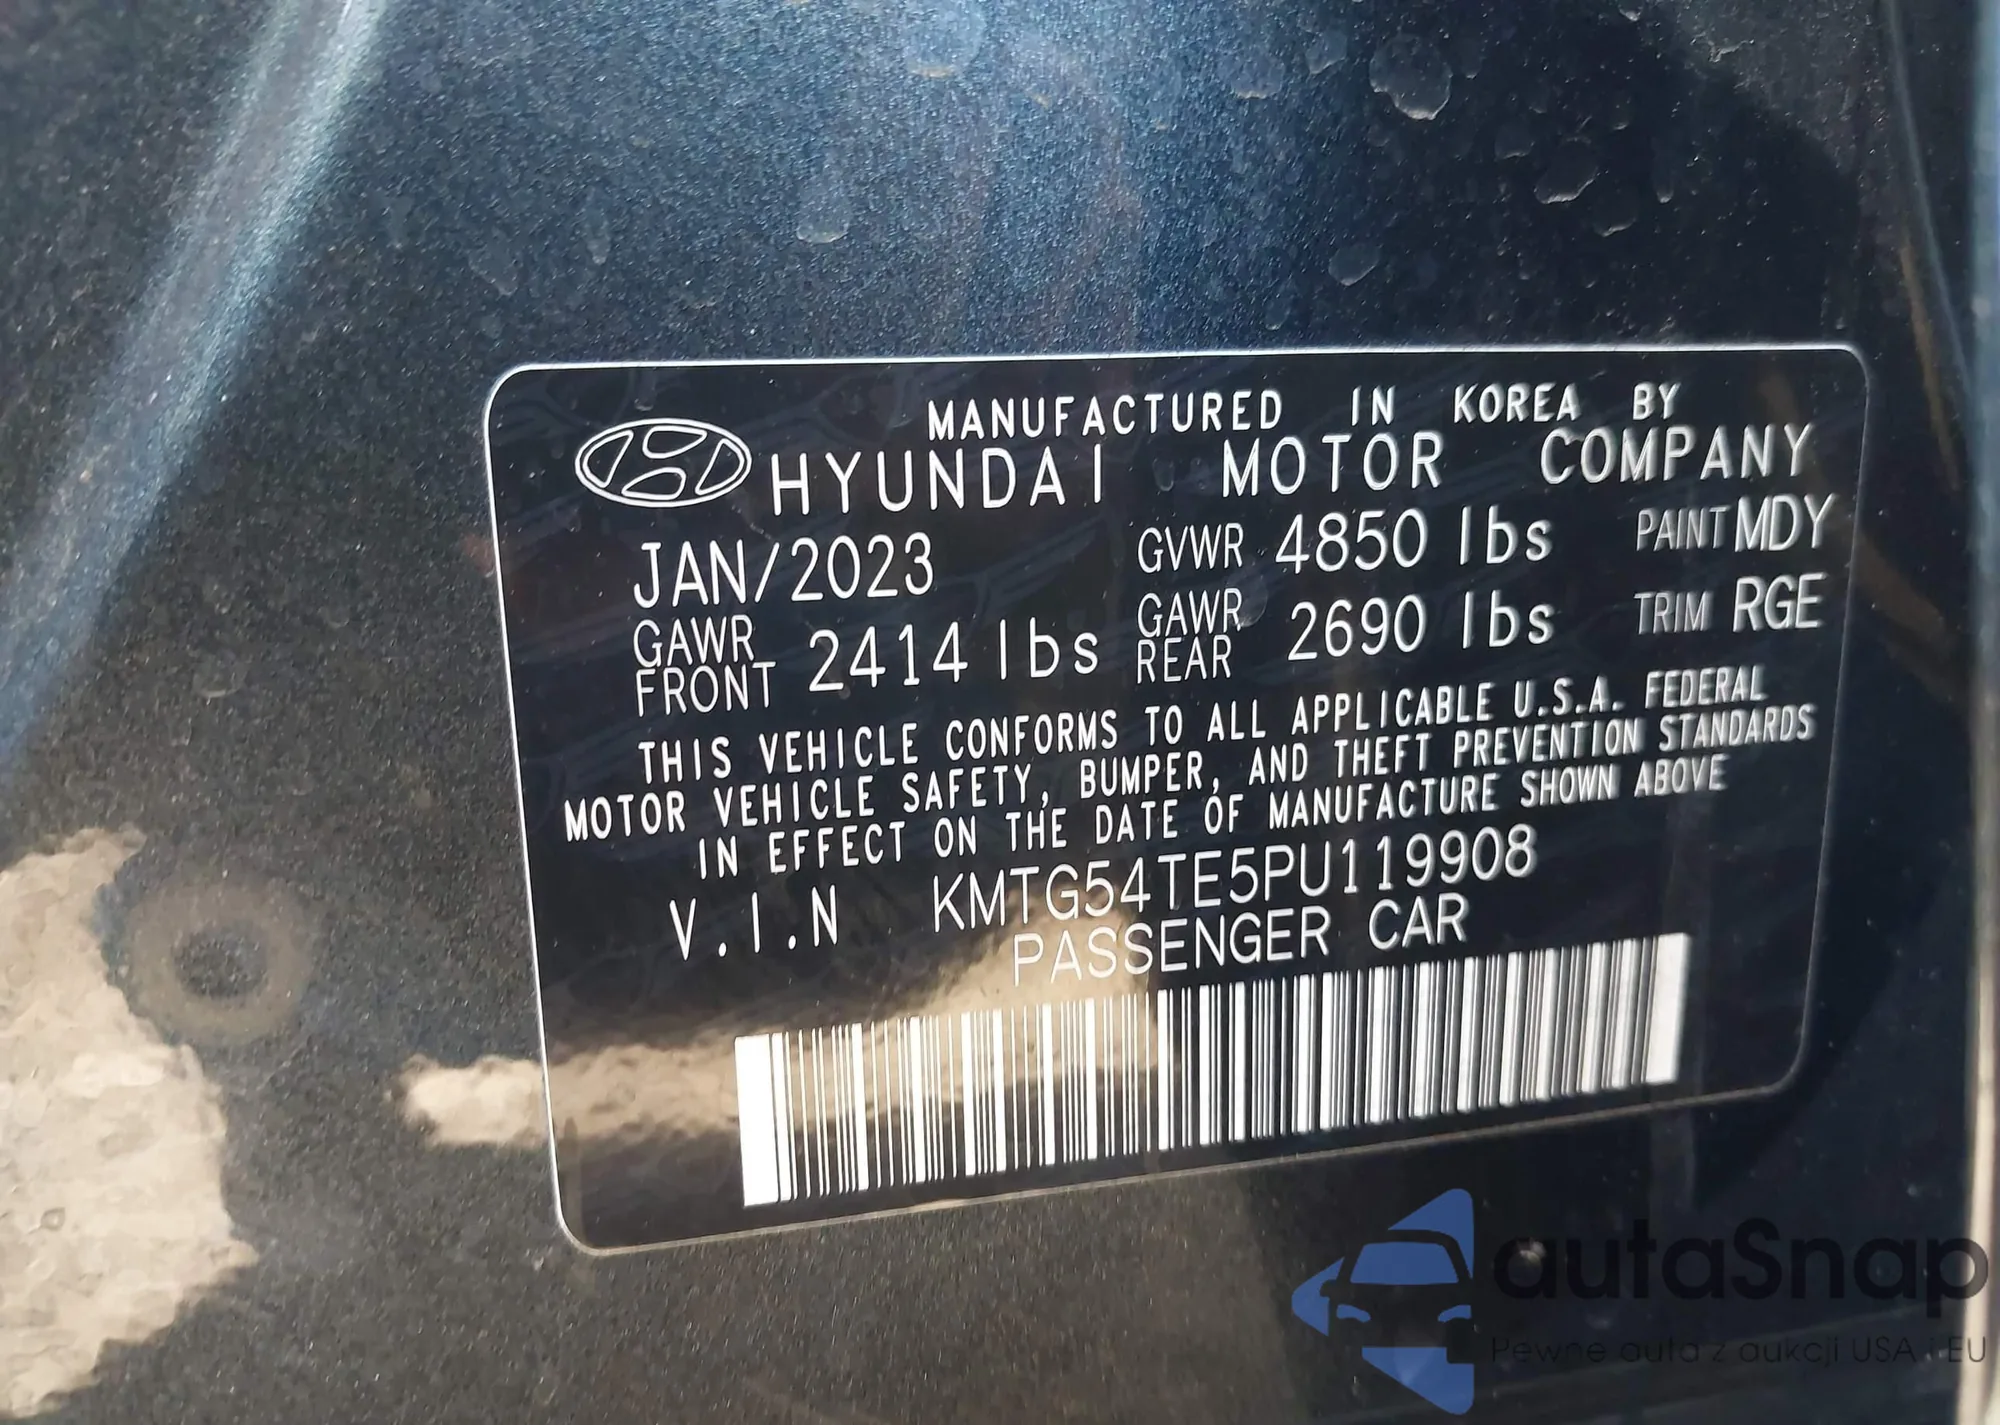 MANUFACTURED IN KOREA BY
HYUNDAI MOTOR COMPANY
JAN/2023 GVWR 4850 lbs PAINT MDY
GAWR FRONT 2414 lbs GAWR REAR 2690 lbs TRIM RGE
THIS VEHICLE CONFORMS TO ALL APPLICABLE U.S.A. FEDERAL
MOTOR VEHICLE SAFETY, BUMPER, AND THEFT PREVENTION STANDARDS
IN EFFECT ON THE DATE OF MANUFACTURE SHOWN ABOVE
V.I.N KMTG54TE5PU119908
PASSENGER CAR
autaSnap
Pewne auta z aukcji USA i EU